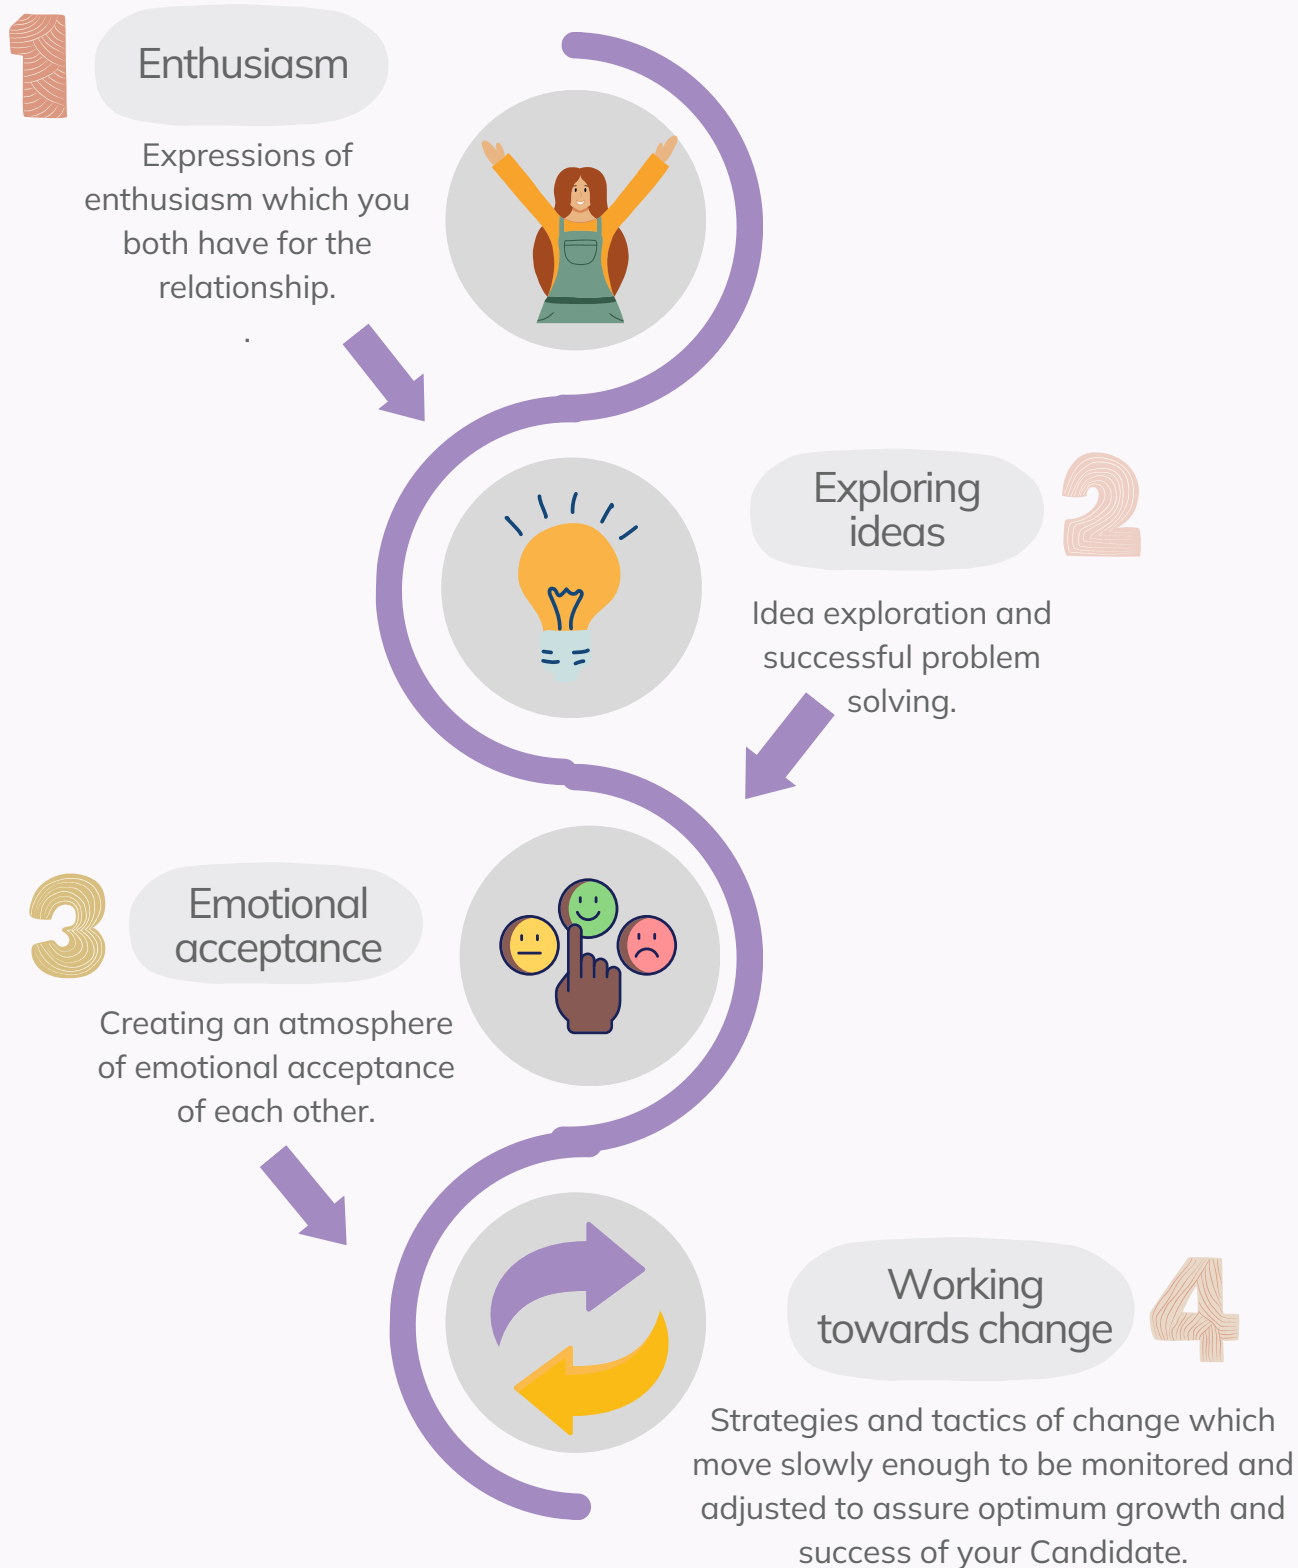 1
Enthusiasm
Expressions of
enthusiasm which you
both have for the
relationship.
.
2
Exploring
ideas
Idea exploration and
successful problem
solving.
3
Emotional
acceptance
Creating an atmosphere
of emotional acceptance
of each other.
4
Working
towards change
Strategies and tactics of change which
move slowly enough to be monitored and
adjusted to assure optimum growth and
success of your Candidate.